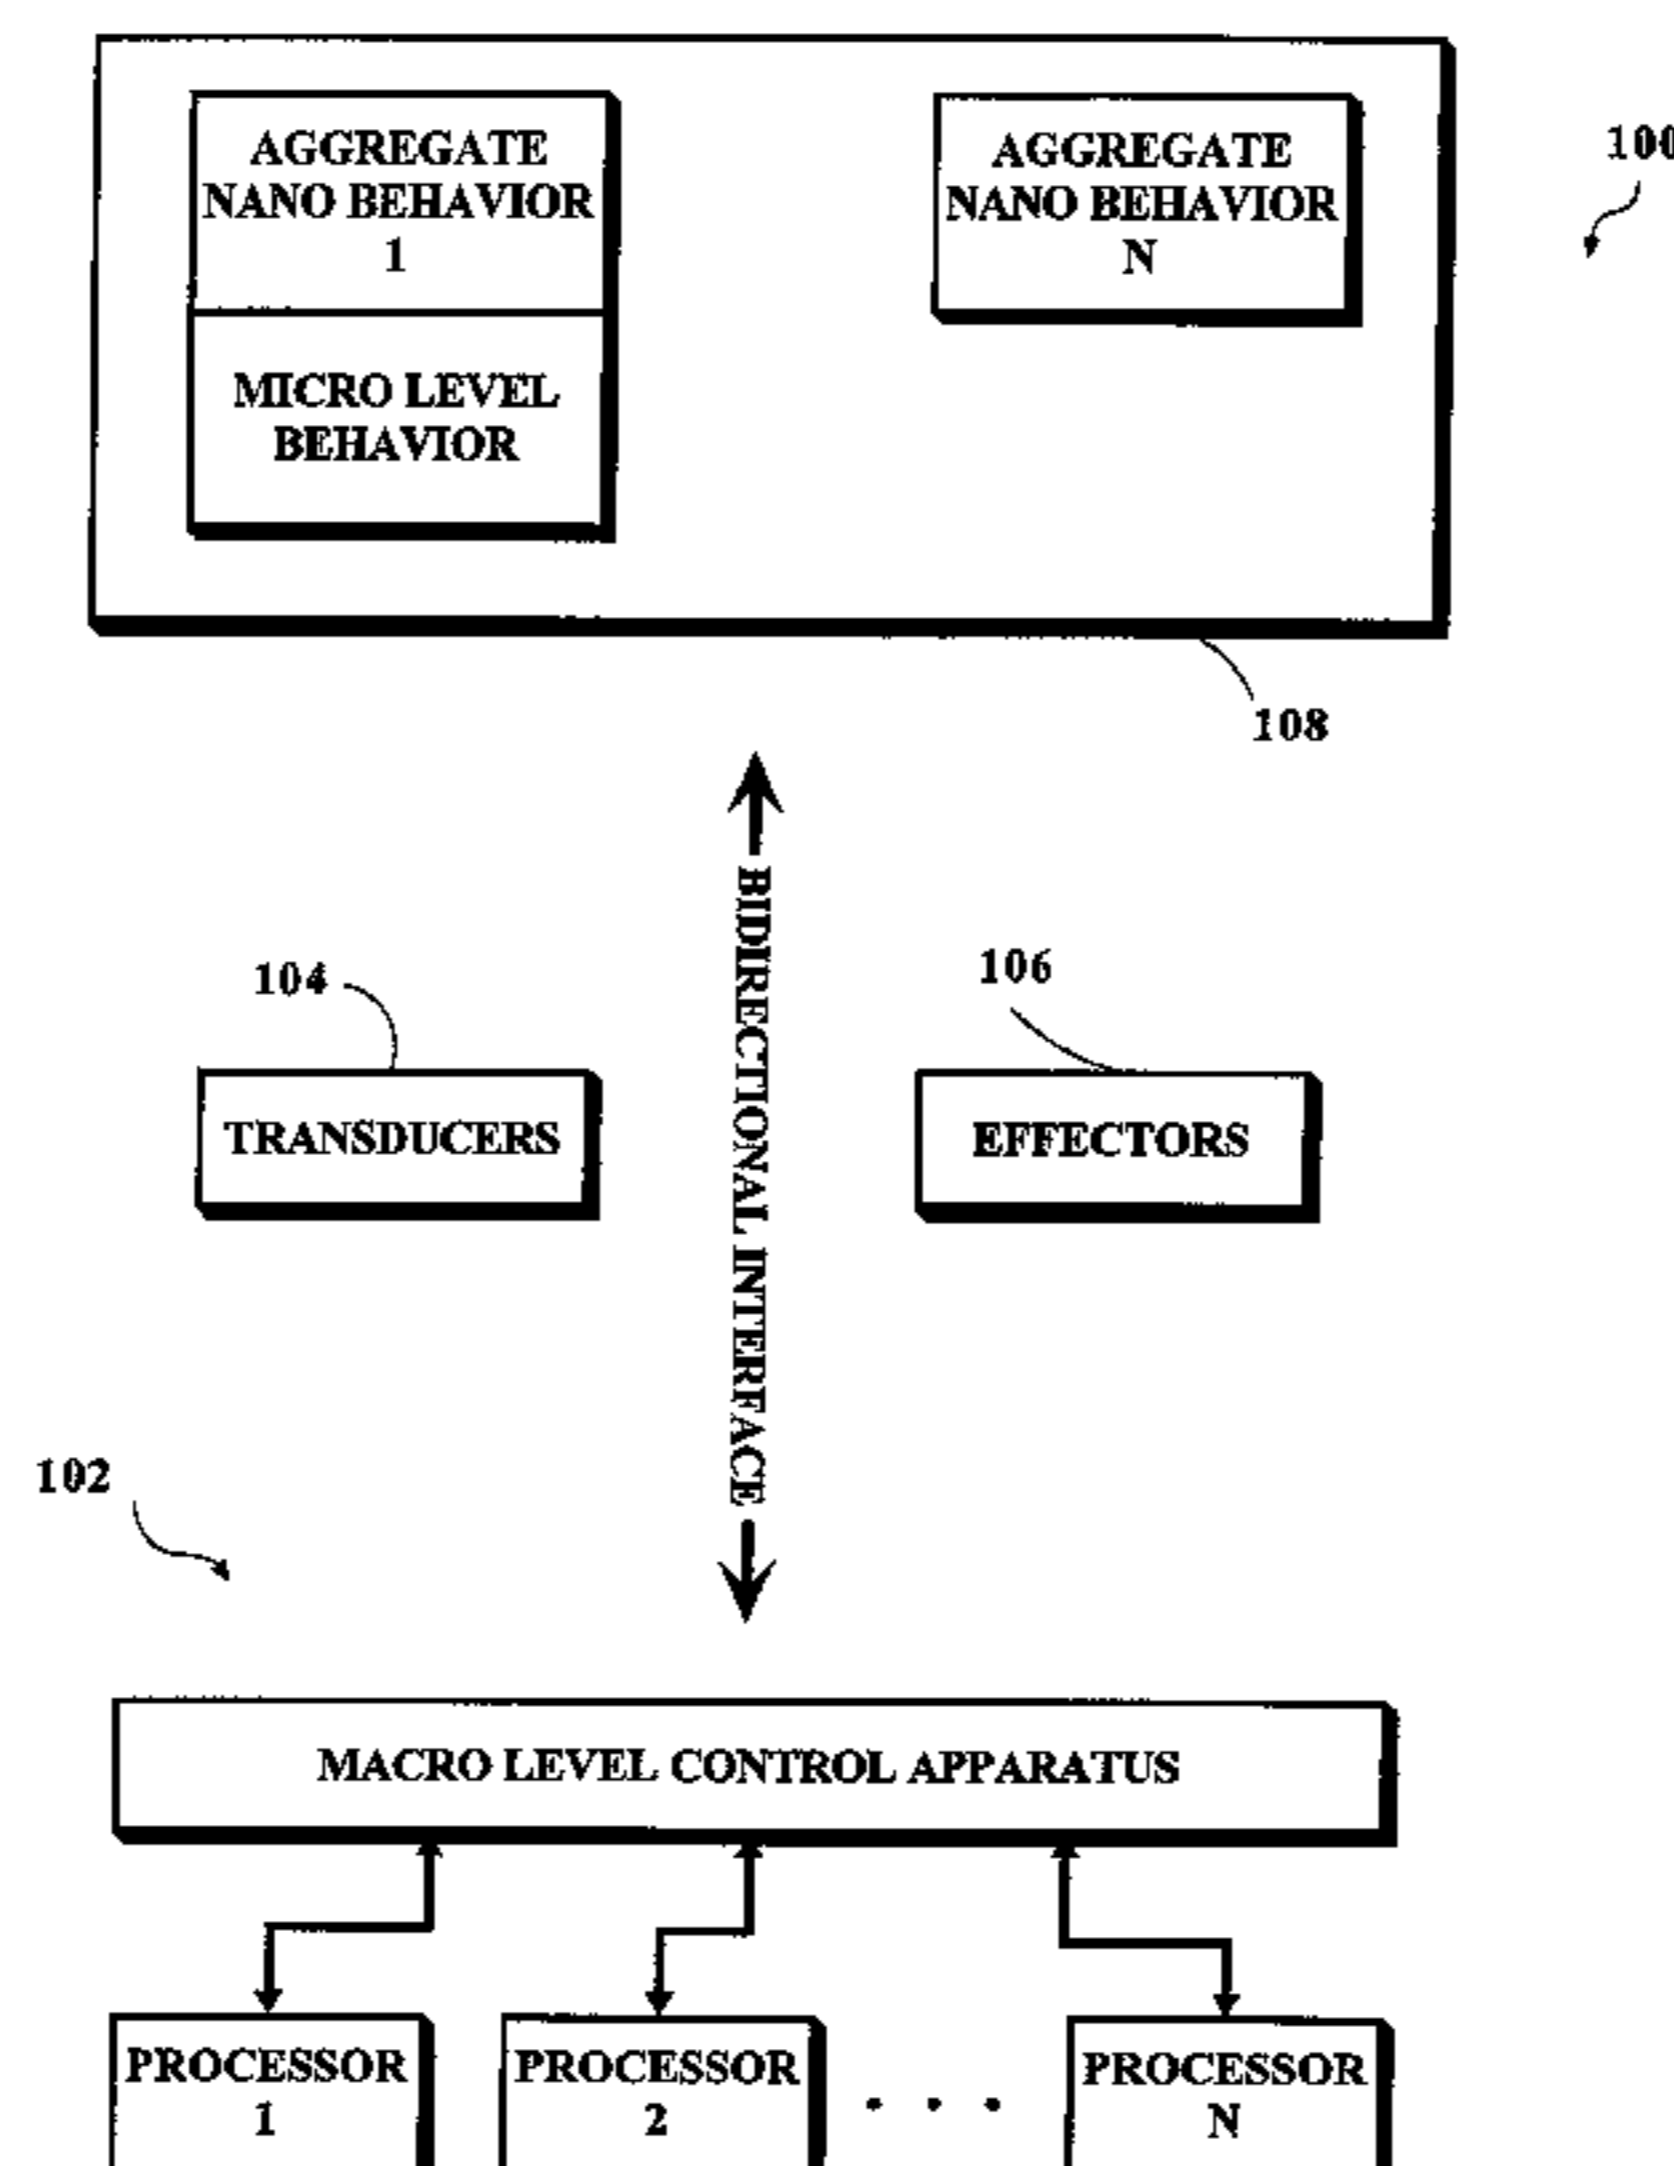 AGGREGATE
NANO BEHAVIOR
1
MICRO LEVEL
BEHAVIOR
AGGREGATE
NANO BEHAVIOR
N
100
108
BIDIRECTIONAL INTERFACE
104
TRANSDUCERS
106
EFFECTORS
102
MACRO LEVEL CONTROL APPARATUS
PROCESSOR
1
PROCESSOR
2
. . .
PROCESSOR
N